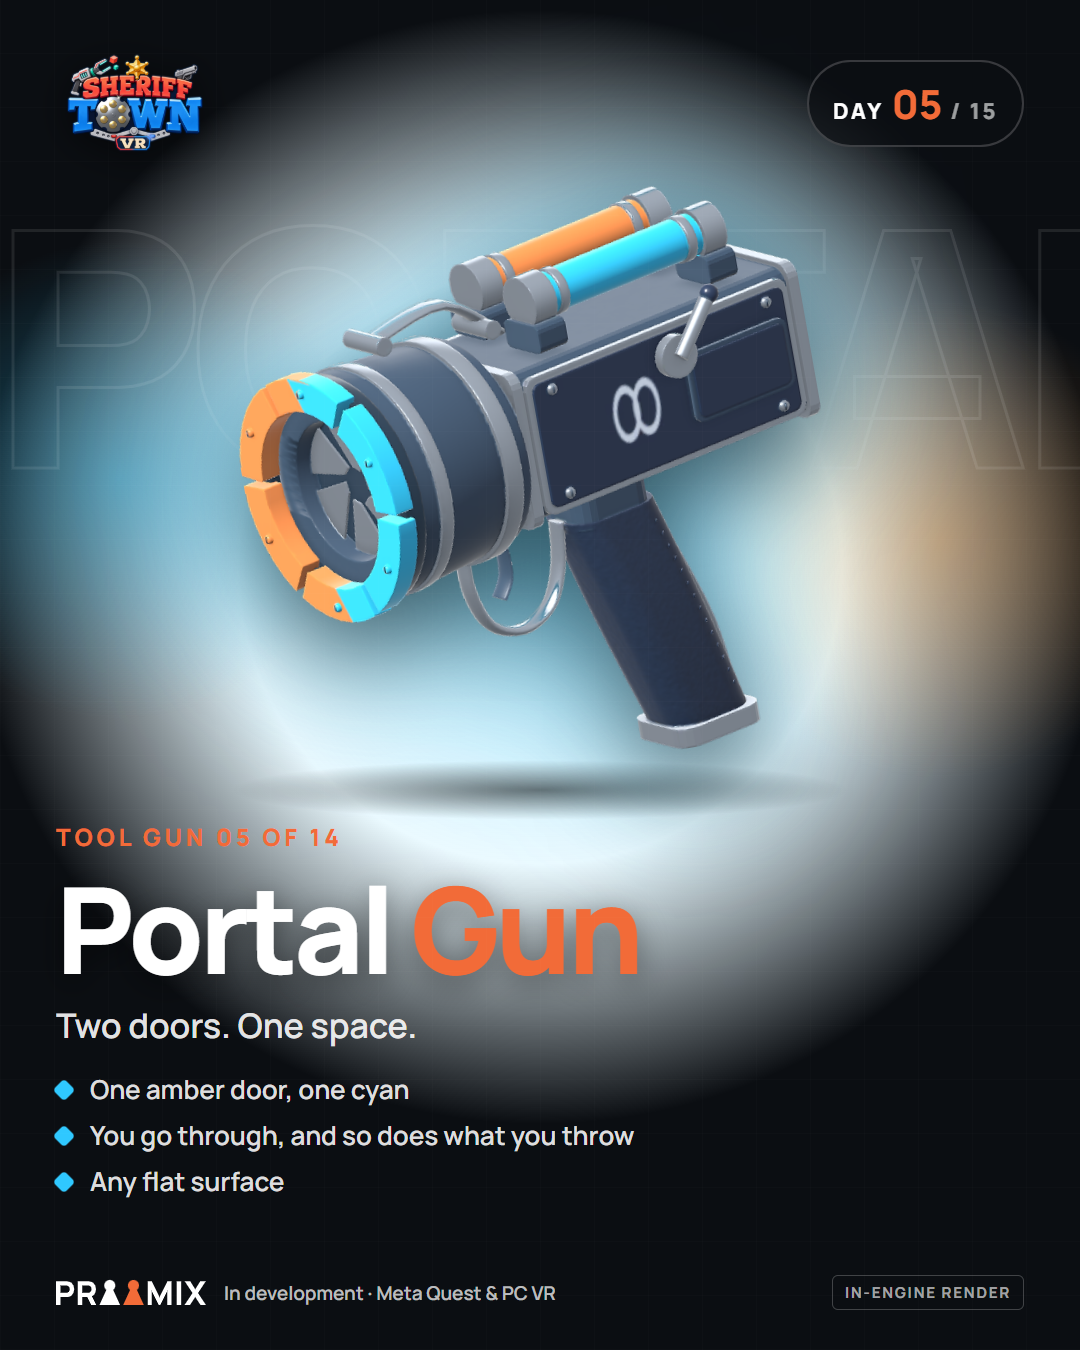 SHERIFF
TOWN
VR
DAY 05 / 15
PORTAL
8
TOOL GUN 05 OF 14
Portal Gun
Two doors. One space.
One amber door, one cyan
You go through, and so does what you throw
Any flat surface
PRAMIX
In development · Meta Quest & PC VR
IN-ENGINE RENDER